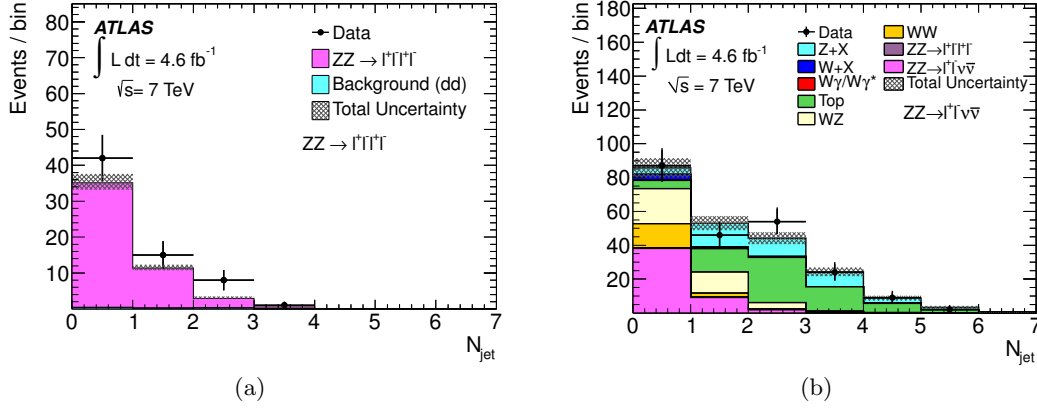 ATLAS
∫ L dt = 4.6 fb⁻¹
√s = 7 TeV
Data
ZZ → l⁺l⁻l⁺l⁻
Background (dd)
Total Uncertainty
ZZ → l⁺l⁻l⁺l⁻
Events / bin
80
70
60
50
40
30
20
10
0 1 2 3 4 5 6 7
N_jet
(a)
ATLAS
∫ L dt = 4.6 fb⁻¹
√s = 7 TeV
Data
Z+X
W+X
Wγ/Wγ*
Top
WZ
WW
ZZ→l⁺l⁻l⁺l⁻
ZZ→l⁺l⁻νν̅
Total Uncertainty
ZZ→l⁺l⁻νν̅
Events / bin
180
160
140
120
100
80
60
40
20
0 1 2 3 4 5 6 7
N_jet
(b)